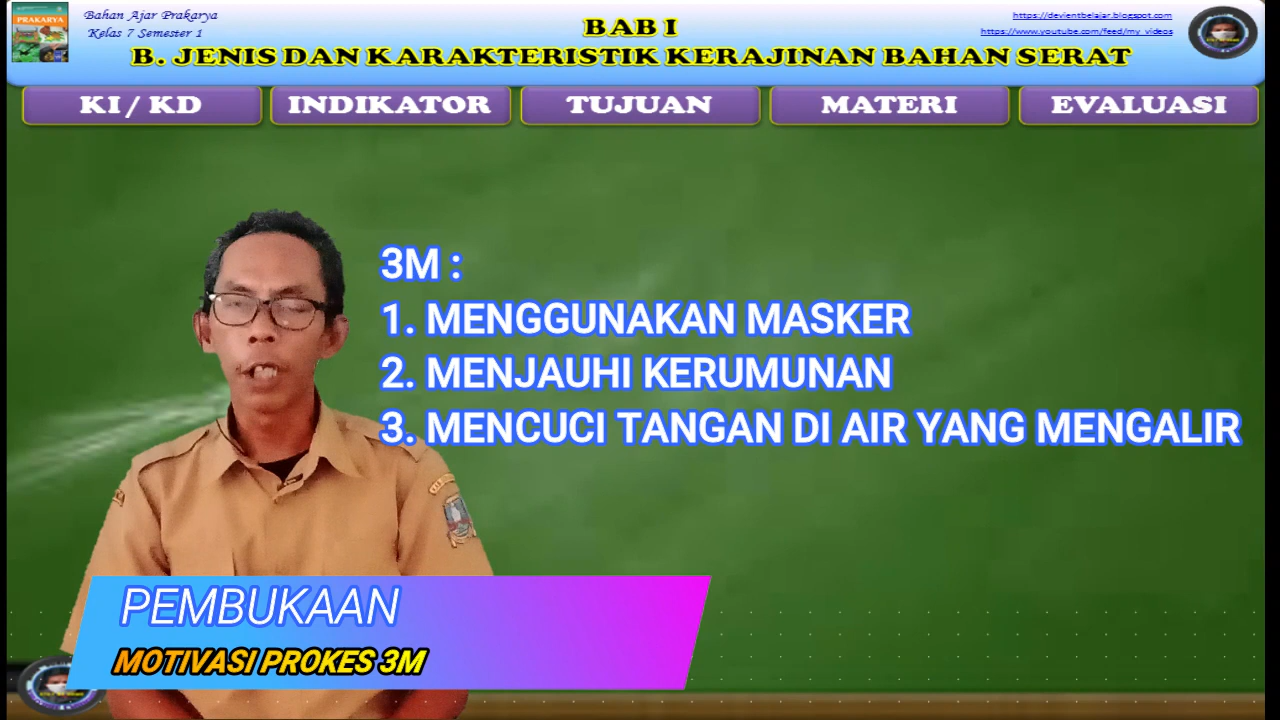 PRAKARYA
Bahan Ajar Prakarya
Kelas 7 Semester 1
BAB I
B. JENIS DAN KARAKTERISTIK KERAJINAN BAHAN SERAT
https://devientbelajar.blogspot.com
https://www.youtube.com/feed/my_videos
KI / KD
INDIKATOR
TUJUAN
MATERI
EVALUASI
3M :
1. MENGGUNAKAN MASKER
2. MENJAUHI KERUMUNAN
3. MENCUCI TANGAN DI AIR YANG MENGALIR
PEMBUKAAN
MOTIVASI PROKES 3M